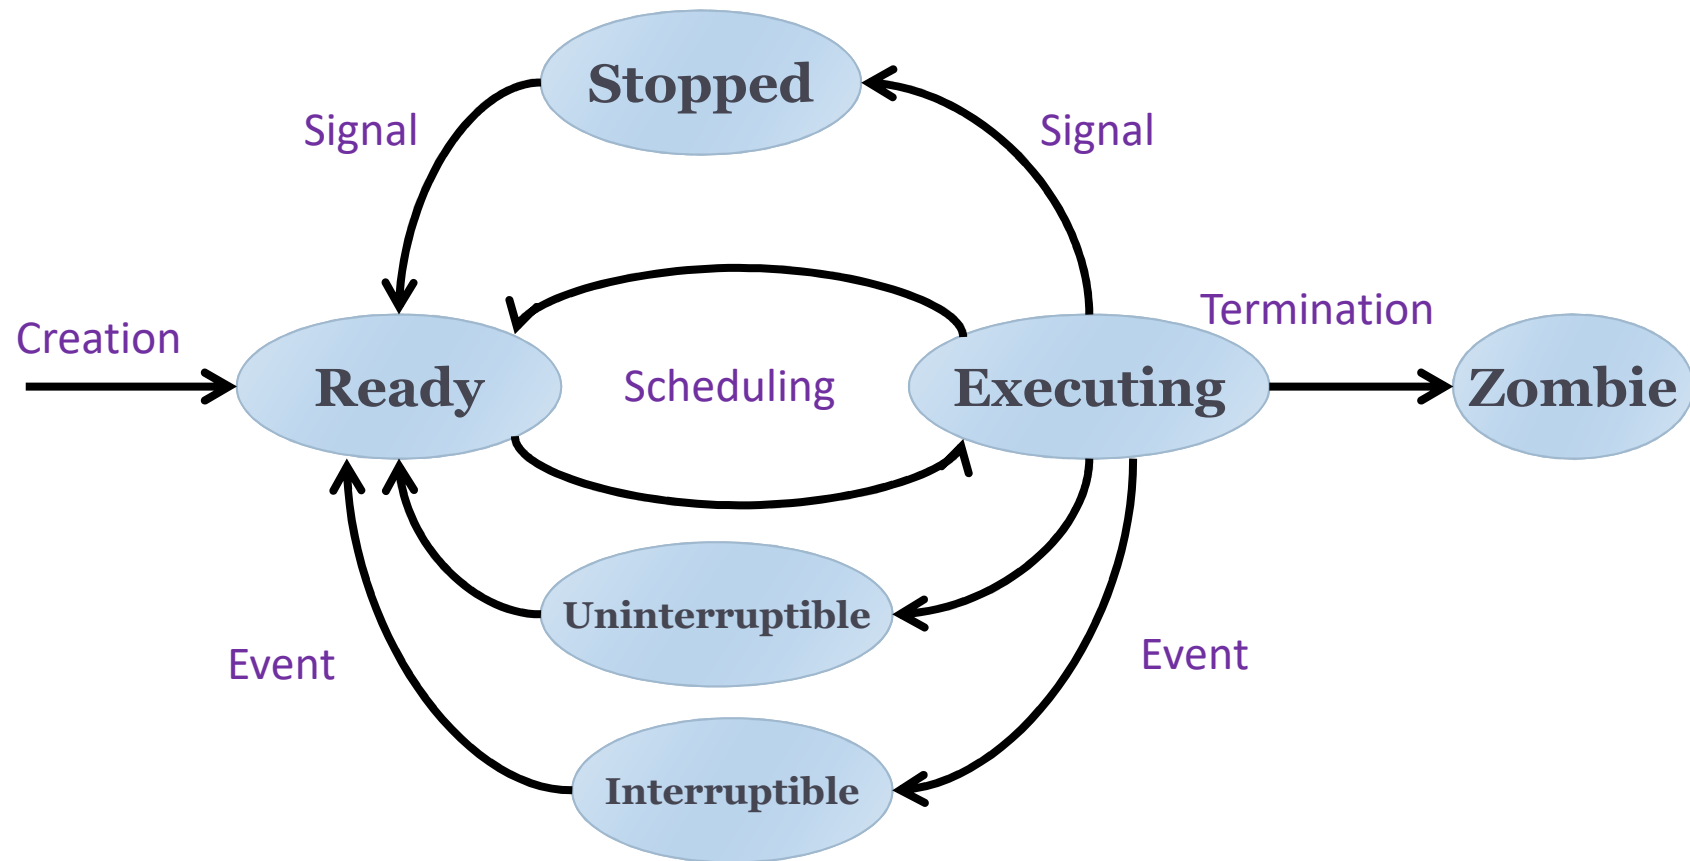 Stopped
Signal
Signal
Creation
Termination
Ready
Scheduling
Executing
Zombie
Uninterruptible
Event
Event
Interruptible